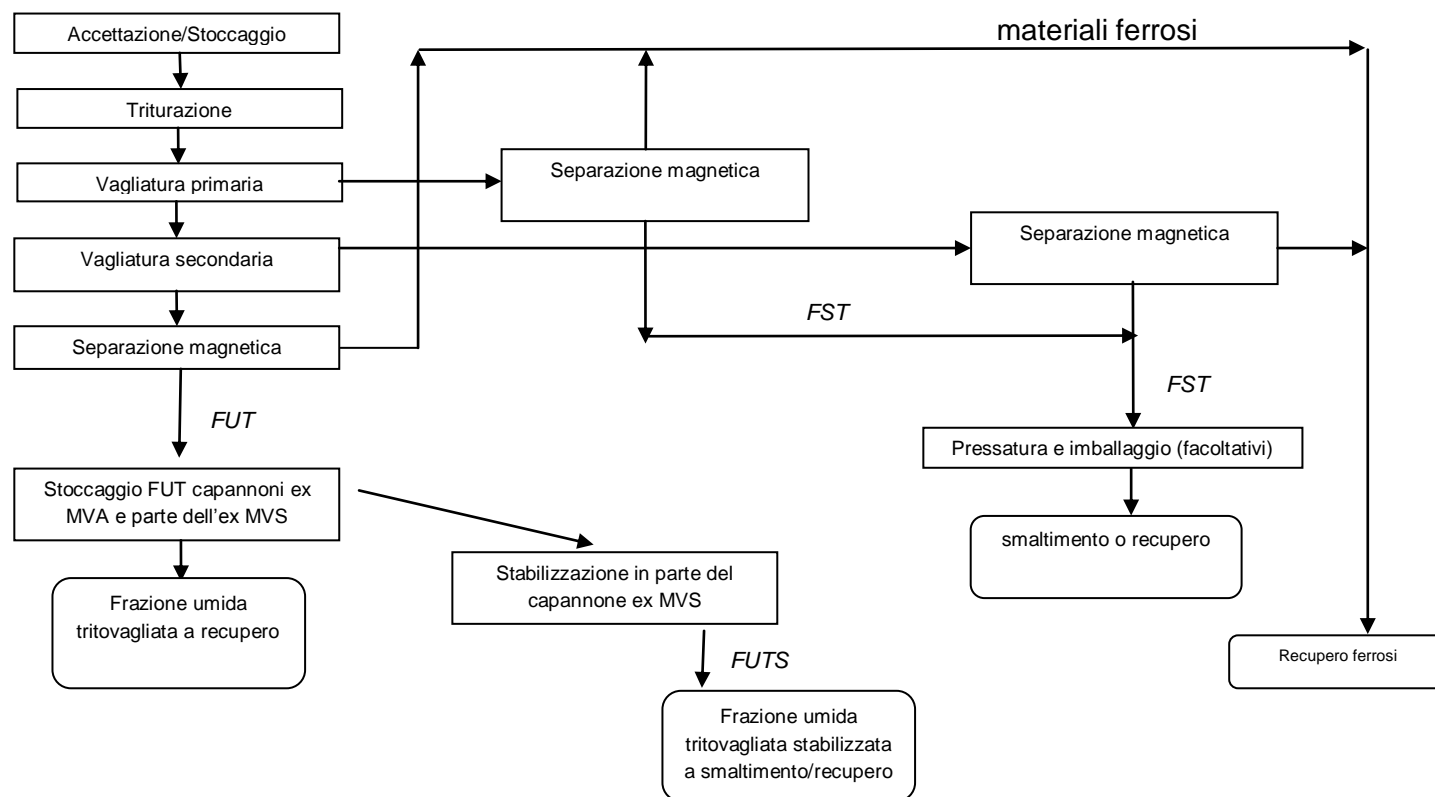 Accettazione/Stoccaggio
materiali ferrosi
Triturazione
Vagliatura primaria
Separazione magnetica
Vagliatura secondaria
Separazione magnetica
Separazione magnetica
FST
FST
FUT
Pressatura e imballaggio (facoltativi)
Stoccaggio FUT capannoni ex
MVA e parte dell’ex MVS
smaltimento o recupero
Stabilizzazione in parte del
capannone ex MVS
Frazione umida
tritovagliata a recupero
FUTS
Recupero ferrosi
Frazione umida
tritovagliata stabilizzata
a smaltimento/recupero